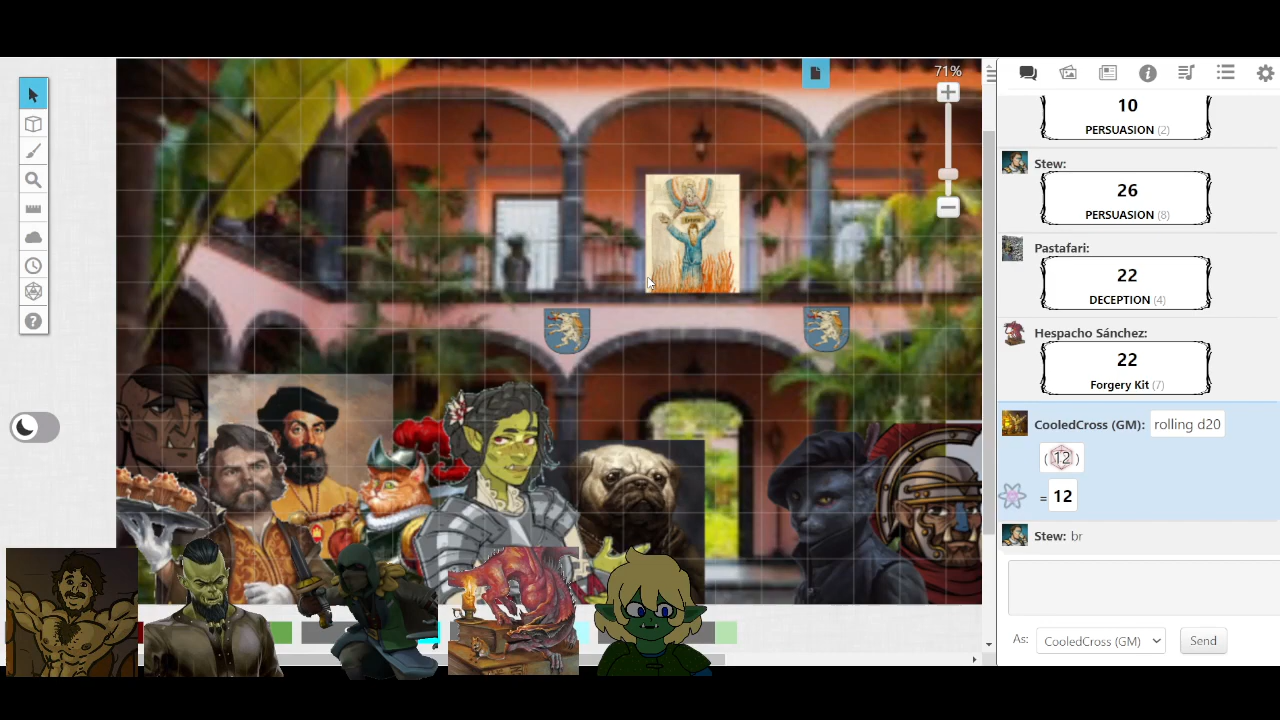 71%
10
PERSUASION (2)
Stew:
26
PERSUASION (8)
Pastafari:
22
DECEPTION (4)
Hespacho Sánchez:
22
Forgery Kit (7)
CooledCross (GM): rolling d20
(12)
= 12
Stew: br
As: CooledCross (GM) Send